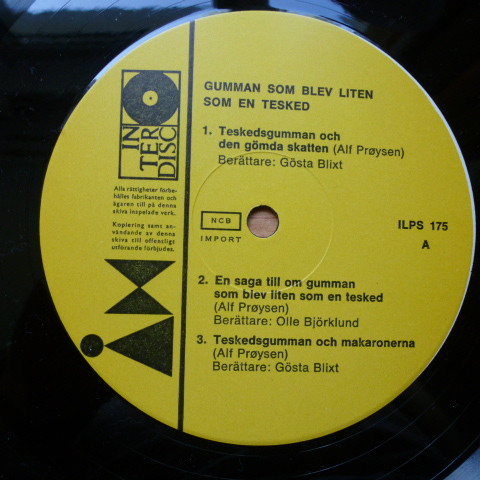 IN
TER
DISC
Alla rättigheter förbe-
hålles fabrikanten och
ägaren till på denna
skiva inspelade verk.
Kopiering samt an-
vändande av denna
skiva till offentligt
utförande förbjudes.
GUMMAN SOM BLEV LITEN
SOM EN TESKED
1. Teskedsgumman och
den gömda skatten (Alf Prøysen)
Berättare: Gösta Blixt
NCB
IMPORT
ILPS 175
A
2. En saga till om gumman
som blev liten som en tesked
(Alf Prøysen)
Berättare: Olle Björklund
3. Teskedsgumman och makaronerna
(Alf Prøysen)
Berättare: Gösta Blixt